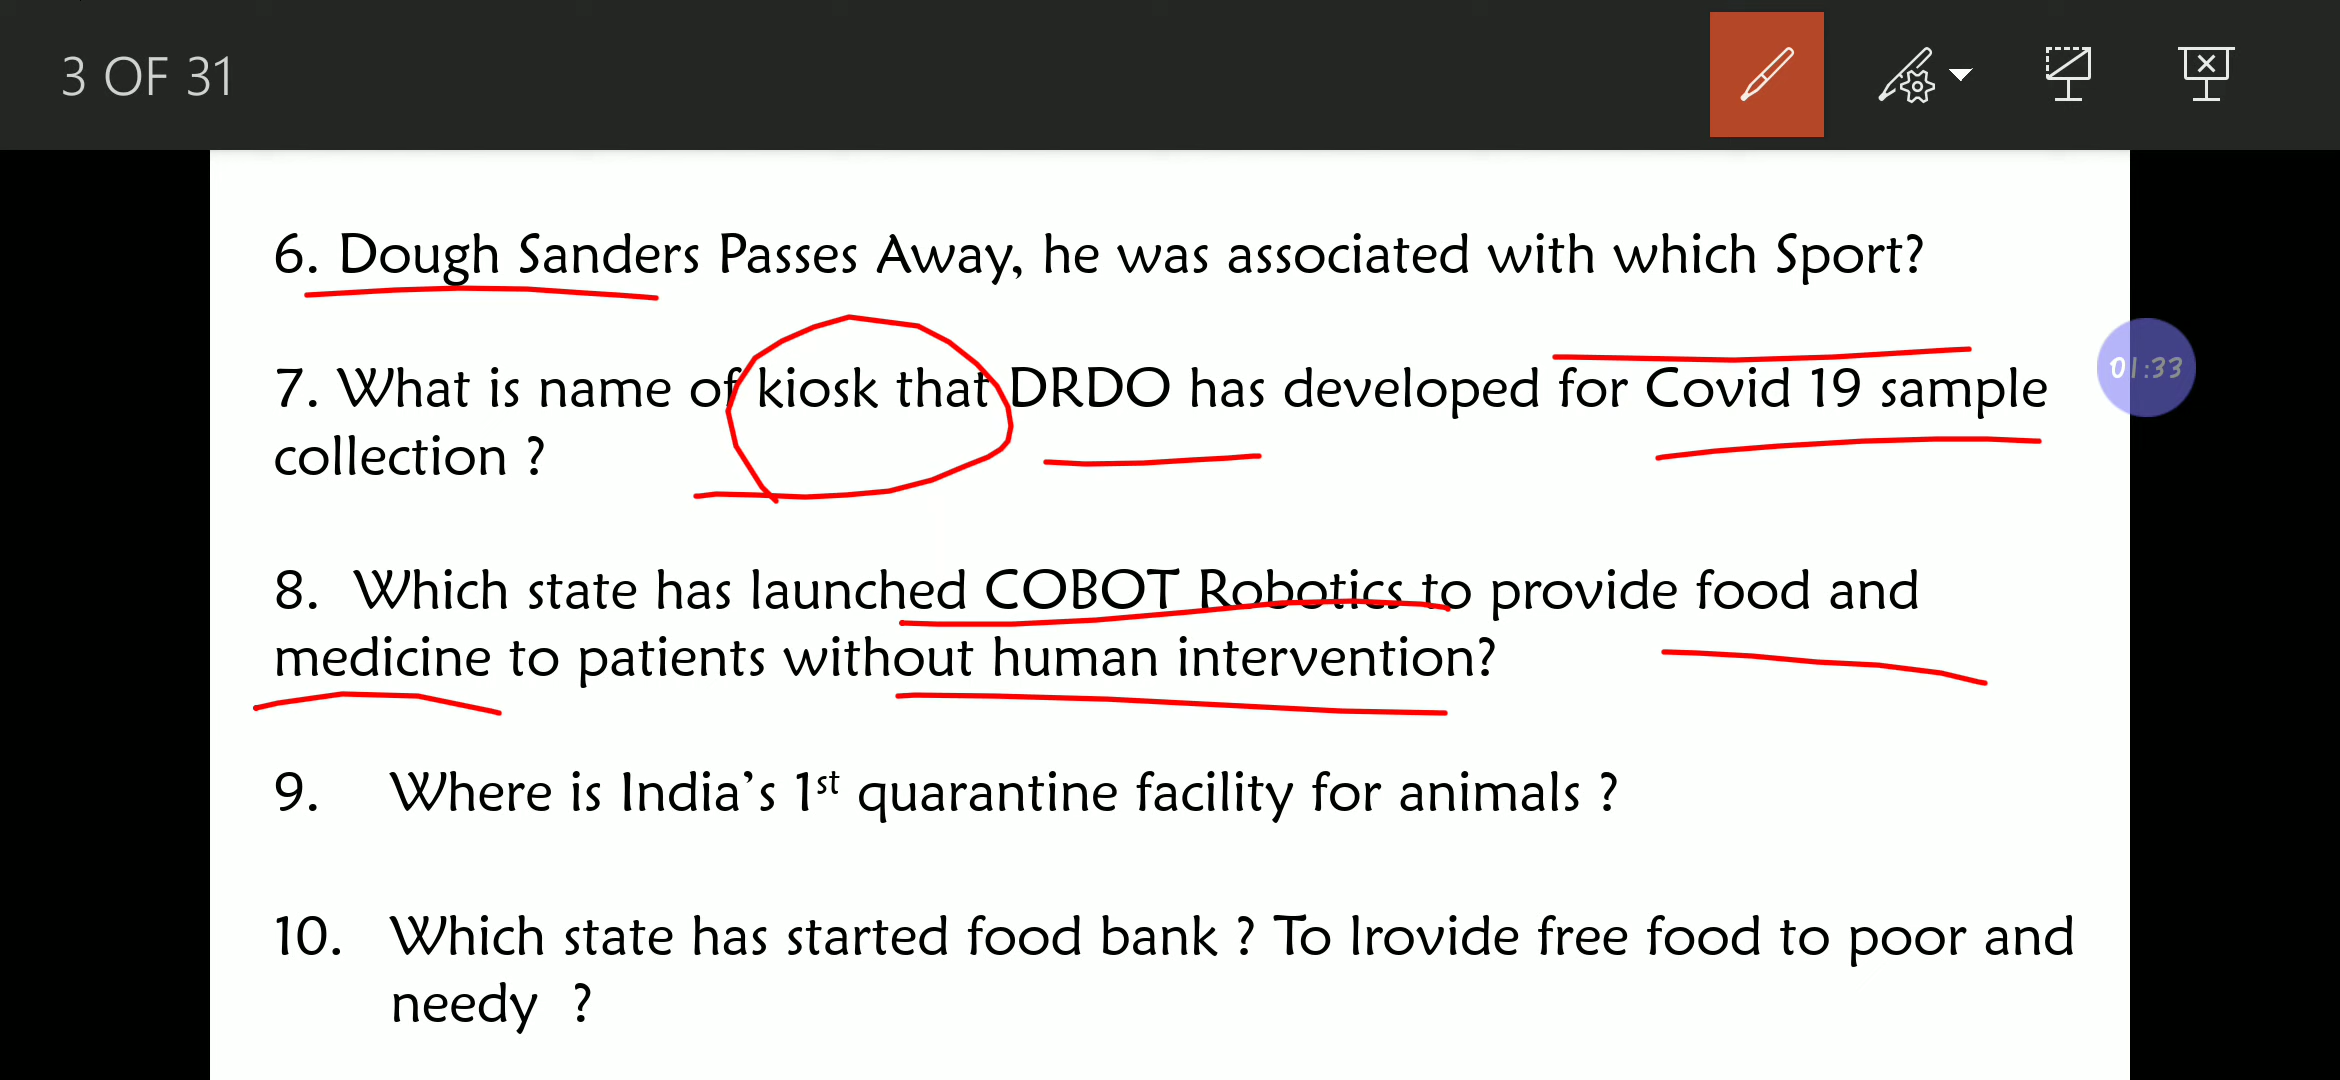 3 OF 31
6. Dough Sanders Passes Away, he was associated with which Sport?
7. What is name of kiosk that DRDO has developed for Covid 19 sample
01:33
collection ?
8. Which state has launched COBOT Robotics to provide food and
medicine to patients without human intervention?
9. Where is India’s 1st quarantine facility for animals ?
10. Which state has started food bank ? To lrovide free food to poor and
needy ?